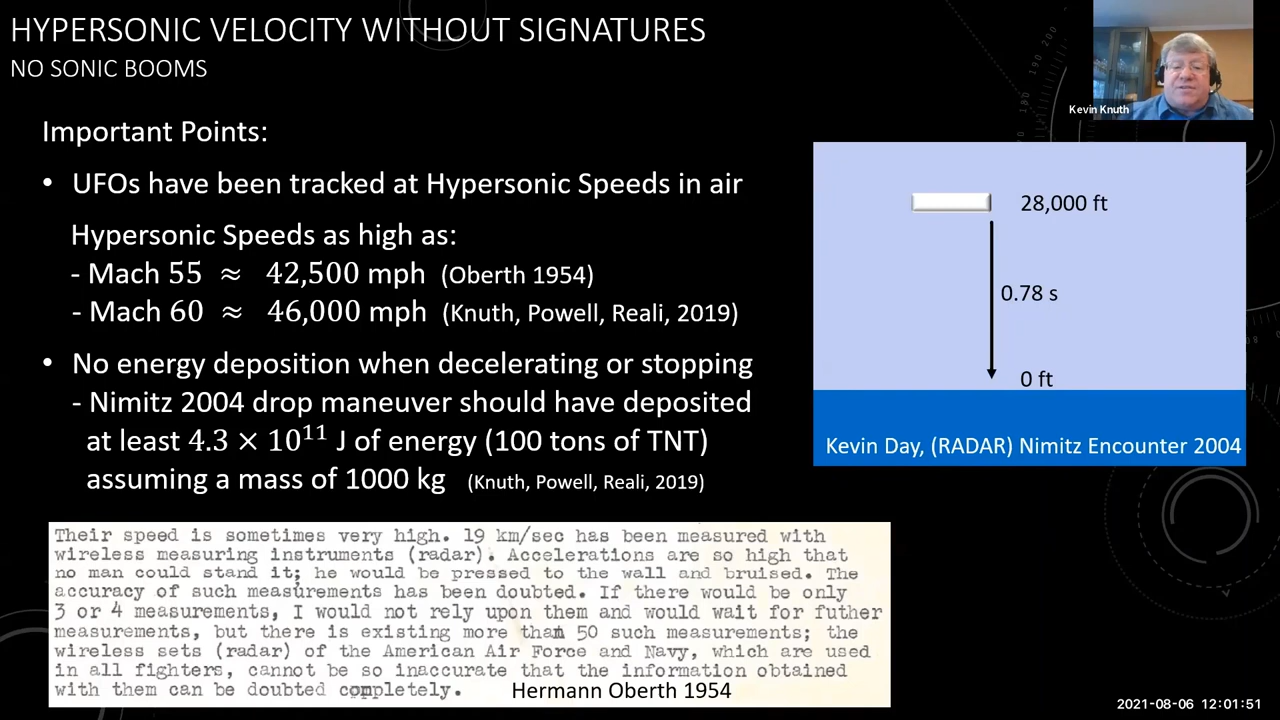 HYPERSONIC VELOCITY WITHOUT SIGNATURES
NO SONIC BOOMS
Kevin Knuth
Important Points:
• UFOs have been tracked at Hypersonic Speeds in air
Hypersonic Speeds as high as:
- Mach 55 ≈ 42,500 mph (Oberth 1954)
- Mach 60 ≈ 46,000 mph (Knuth, Powell, Reali, 2019)
• No energy deposition when decelerating or stopping
- Nimitz 2004 drop maneuver should have deposited
at least 4.3 × 10¹¹ J of energy (100 tons of TNT)
assuming a mass of 1000 kg (Knuth, Powell, Reali, 2019)
28,000 ft
0.78 s
0 ft
Kevin Day, (RADAR) Nimitz Encounter 2004
Their speed is sometimes very high. 19 km/sec has been measured with
wireless measuring instruments (radar). Accelerations are so high that
no man could stand it; he would be pressed to the wall and bruised. The
accuracy of such measurements has been doubted. If there would be only
3 or 4 measurements, I would not rely upon them and would wait for futher
measurements, but there is existing more than 50 such measurements; the
wireless sets (radar) of the American Air Force and Navy, which are used
in all fighters, cannot be so inaccurate that the information obtained
with them can be doubted completely.
Hermann Oberth 1954
2021-08-06 12:01:51